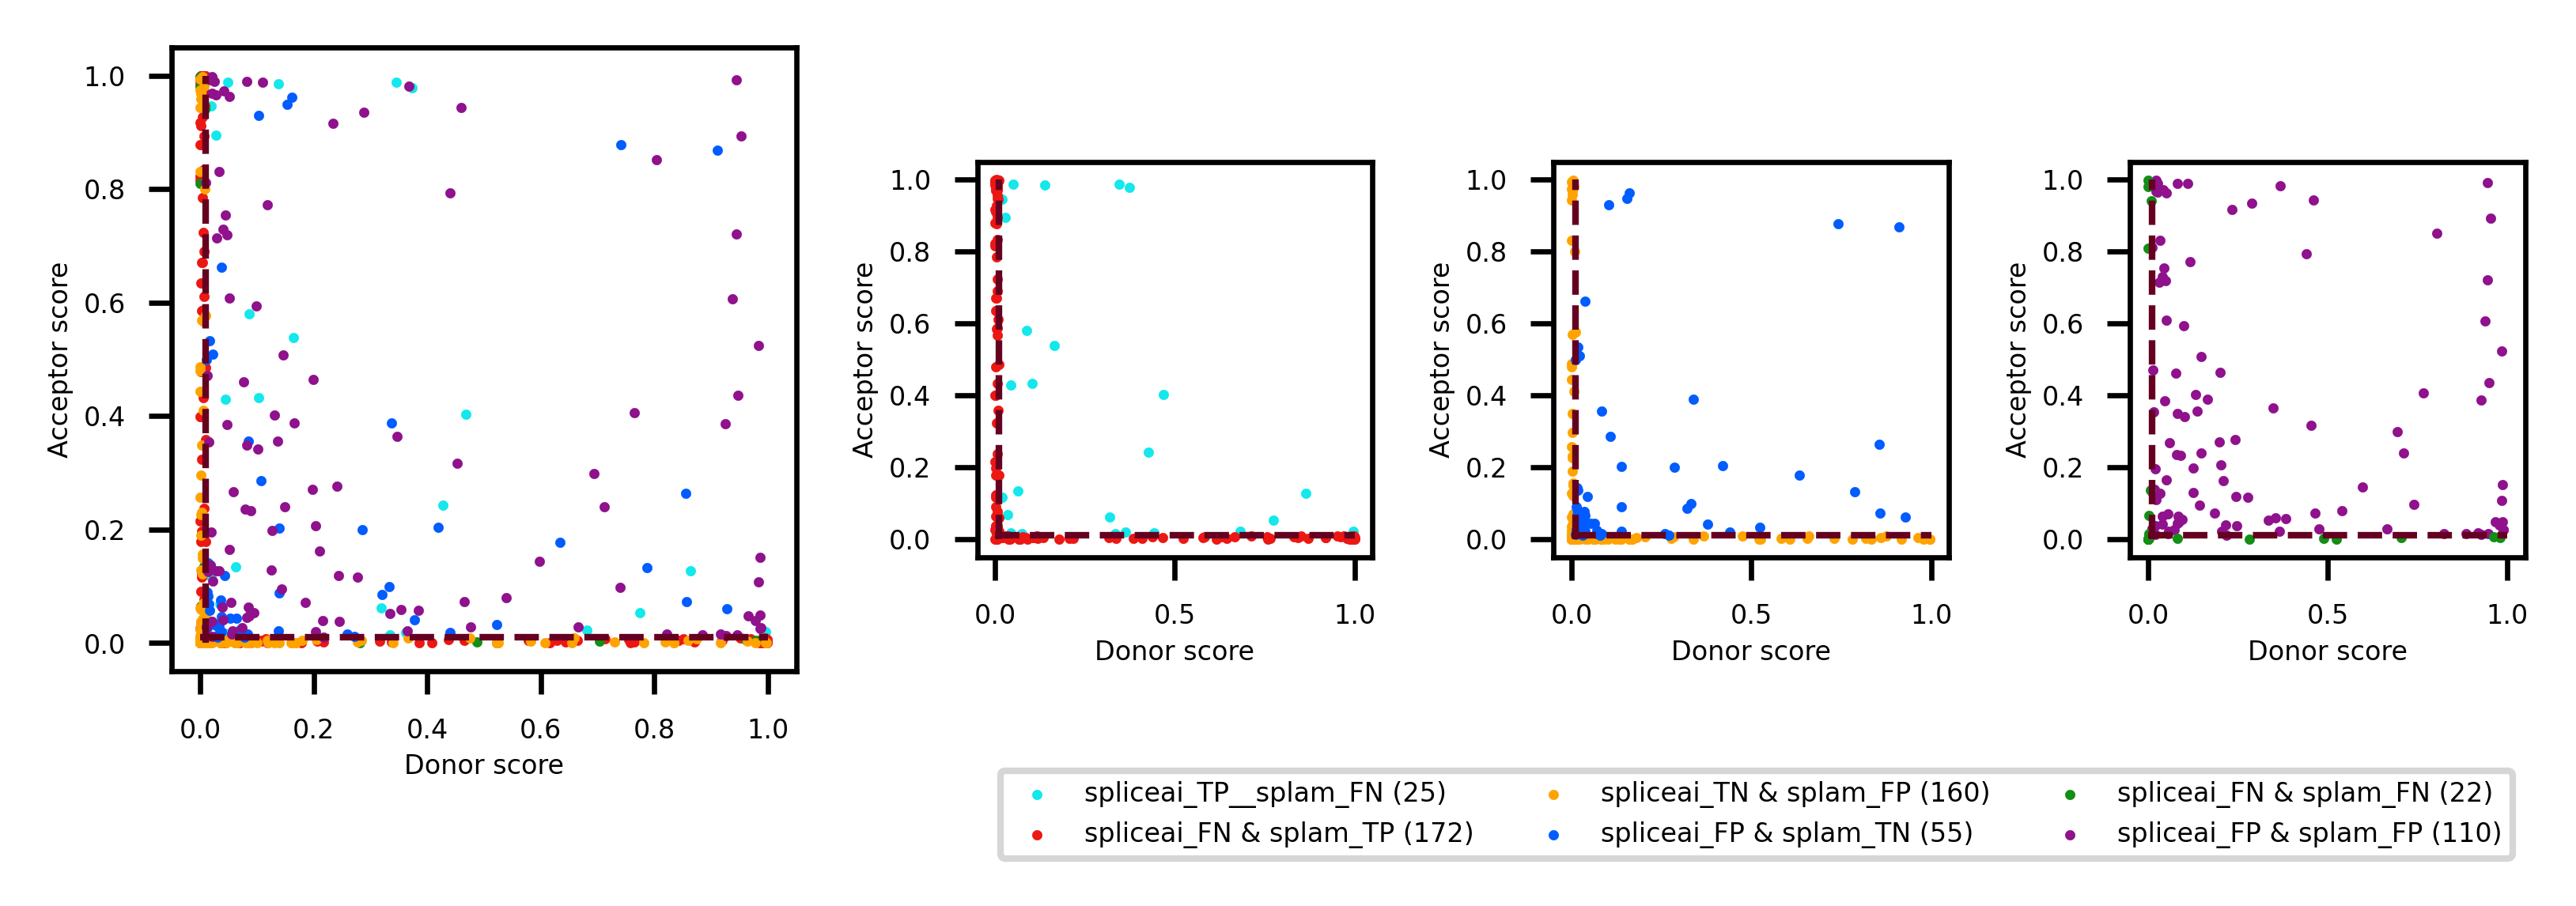 1.0
0.8
0.6
0.4
0.2
0.0
Acceptor score
0.0 0.2 0.4 0.6 0.8 1.0
Donor score
1.0
0.8
0.6
0.4
0.2
0.0
Acceptor score
0.0 0.5 1.0
Donor score
1.0
0.8
0.6
0.4
0.2
0.0
Acceptor score
0.0 0.5 1.0
Donor score
1.0
0.8
0.6
0.4
0.2
0.0
Acceptor score
0.0 0.5 1.0
Donor score
spliceai_TP__splam_FN (25)
spliceai_FN & splam_TP (172)
spliceai_TN & splam_FP (160)
spliceai_FP & splam_TN (55)
spliceai_FN & splam_FN (22)
spliceai_FP & splam_FP (110)